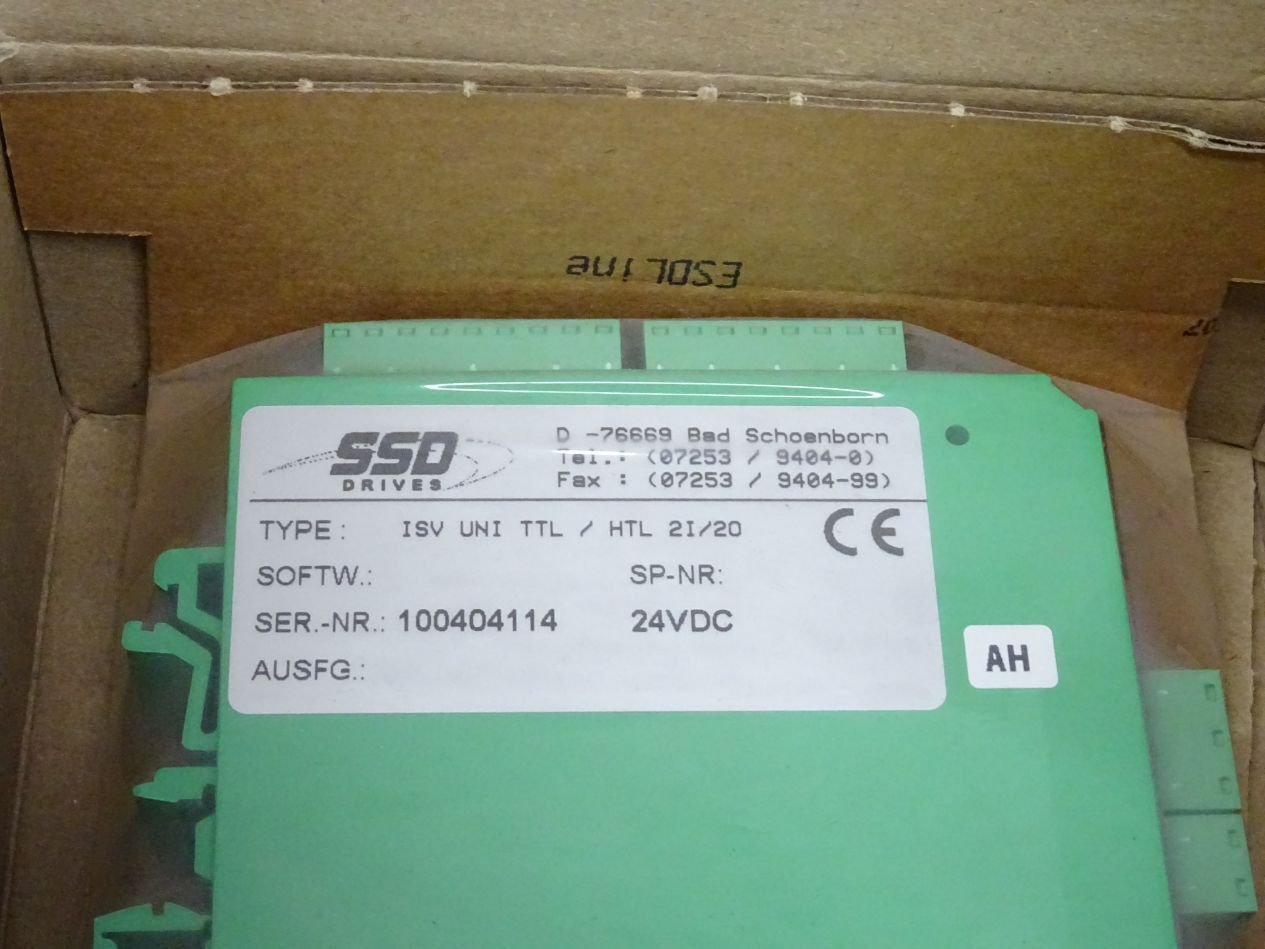 ESDLine
SSD
DRIVES
D -76669 Bad Schoenborn
Tel.: (07253 / 9404-0)
Fax : (07253 / 9404-99)
TYPE : ISV UNI TTL / HTL 2I/2O
CE
SOFTW.: SP-NR:
SER.-NR.: 100404114 24VDC
AUSFG.:
AH